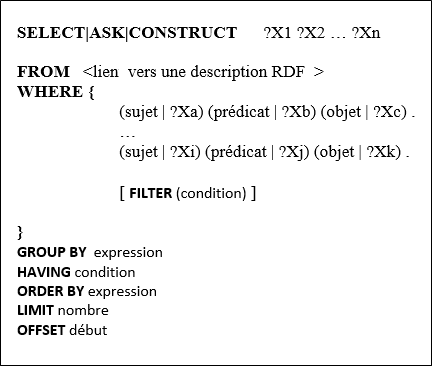 SELECT|ASK|CONSTRUCT ?X1 ?X2 … ?Xn
FROM <lien vers une description RDF >
WHERE {
(sujet | ?Xa) (prédicat | ?Xb) (objet | ?Xc) .
…
(sujet | ?Xi) (prédicat | ?Xj) (objet | ?Xk) .
[ FILTER (condition) ]
}
GROUP BY expression
HAVING condition
ORDER BY expression
LIMIT nombre
OFFSET début